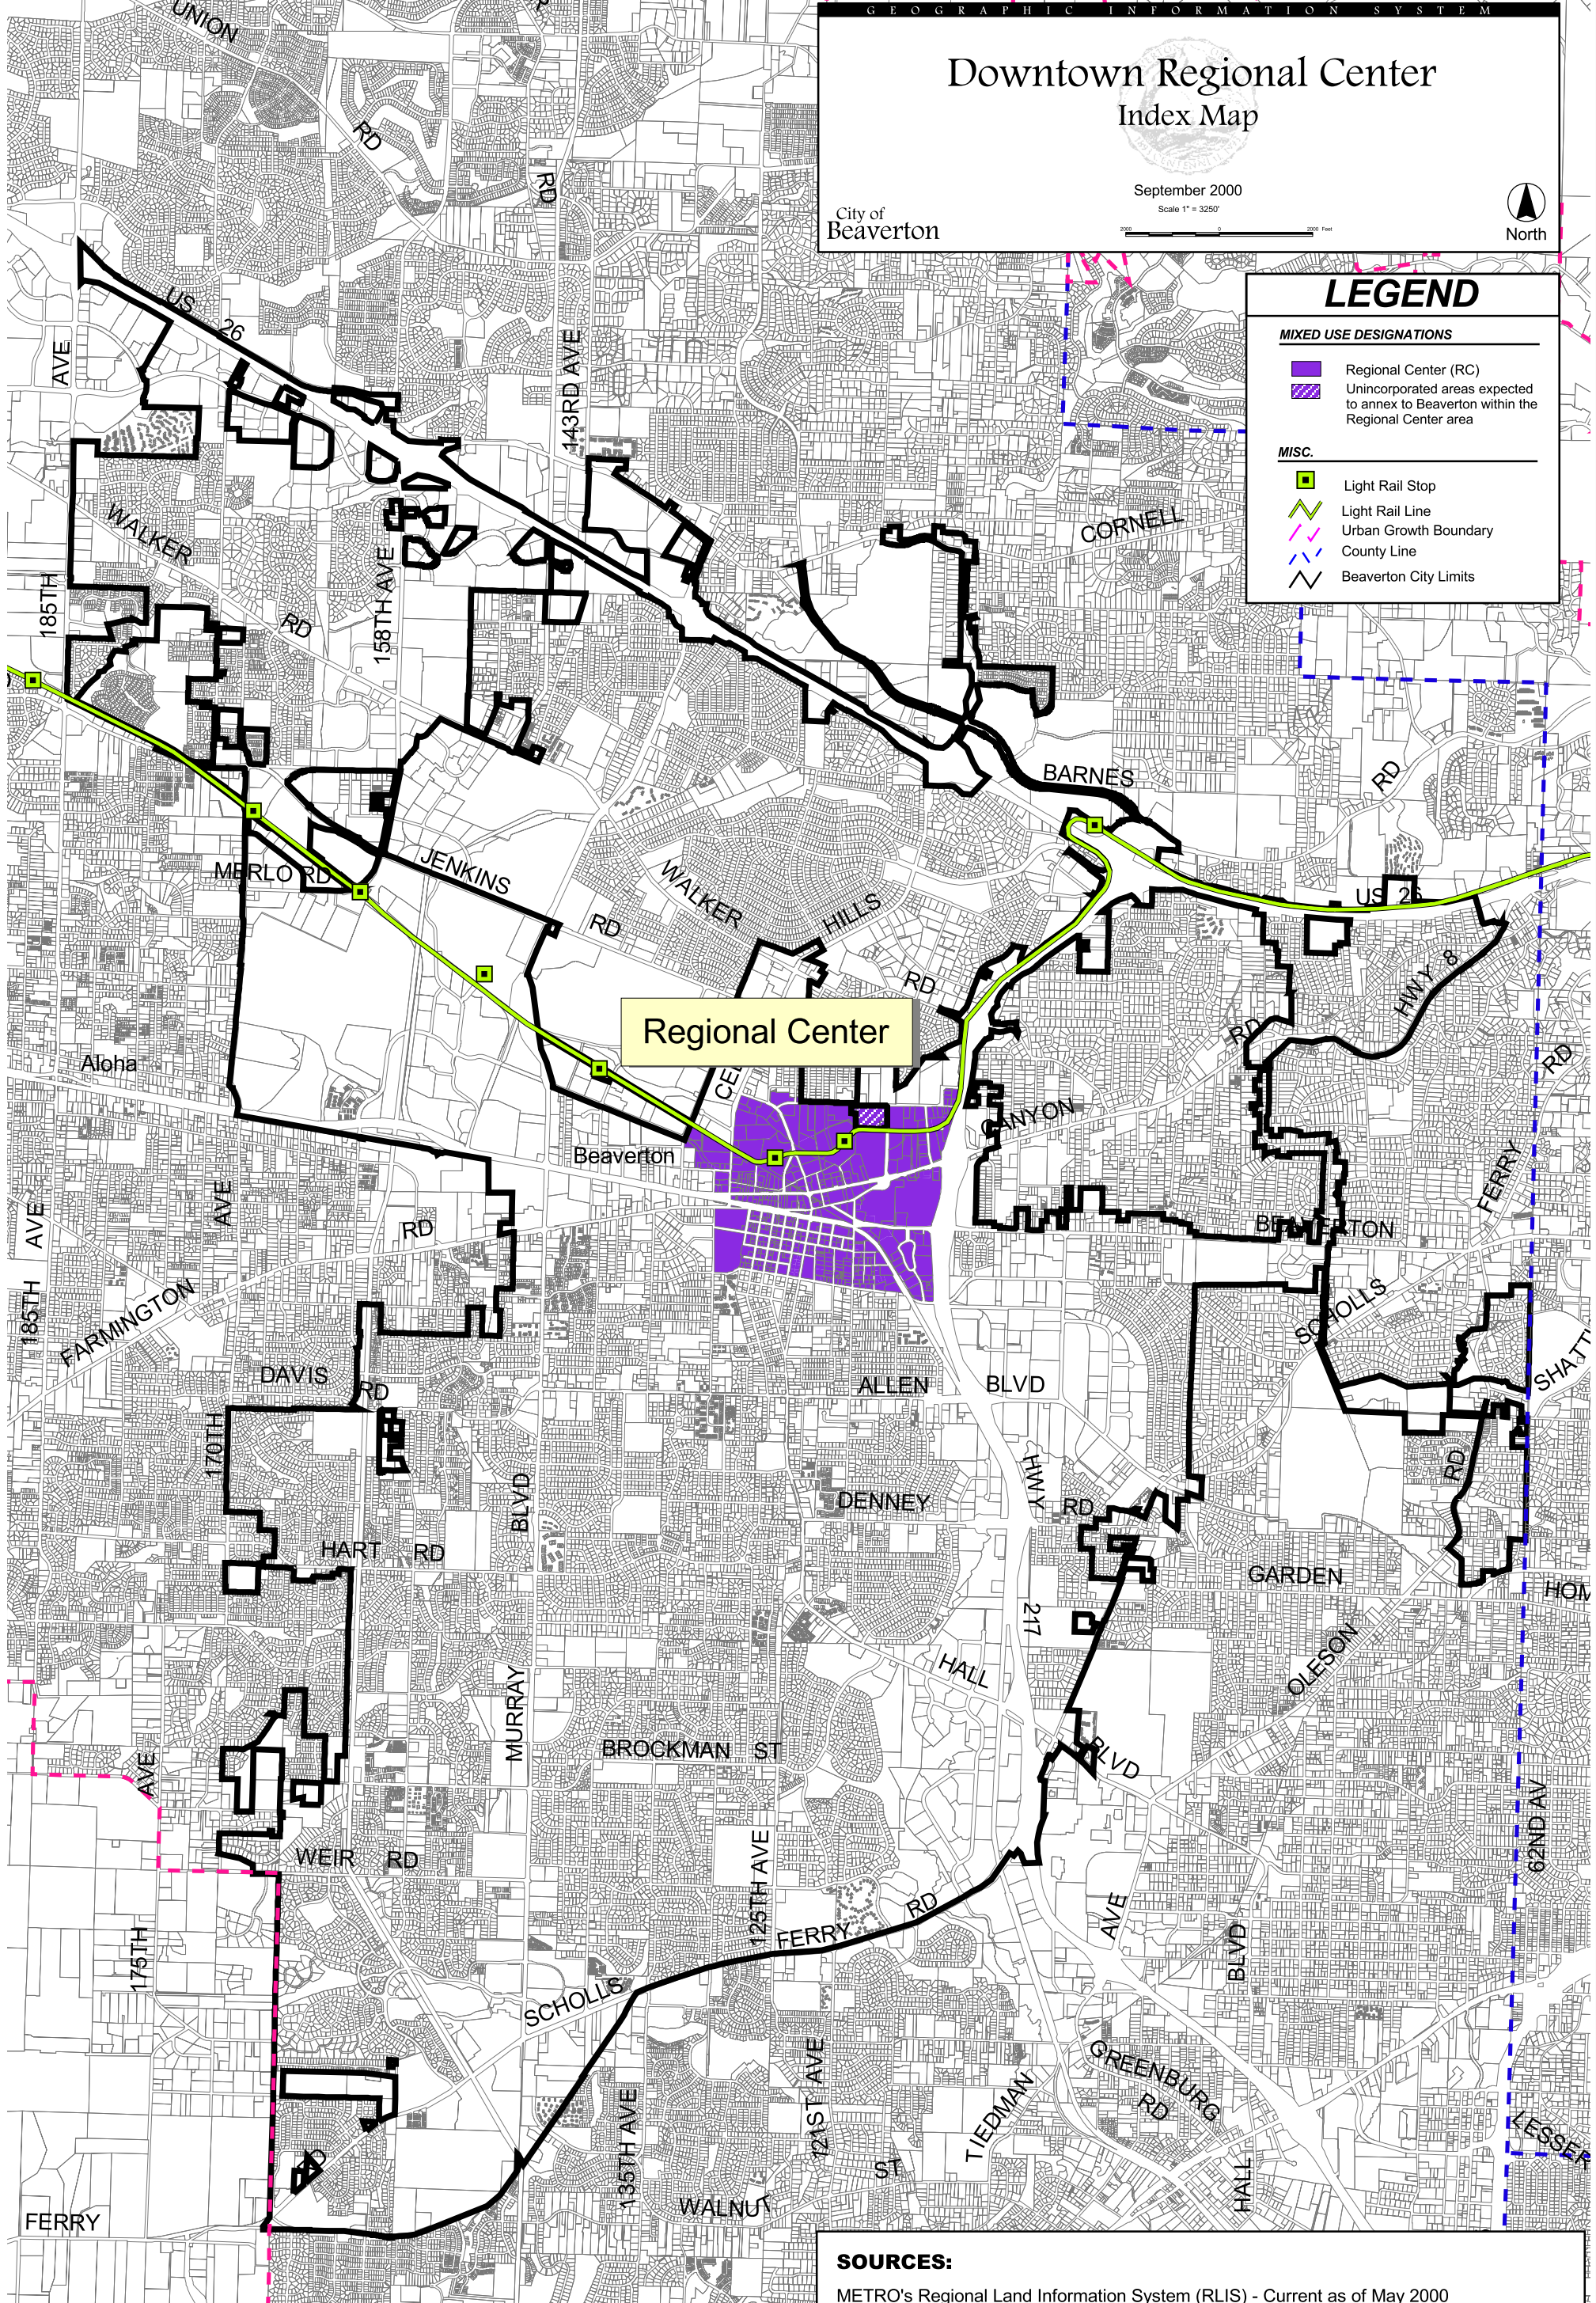 GEOGRAPHIC INFORMATION SYSTEM
Downtown Regional Center
Index Map
September 2000
Scale 1" = 3250'
City of
Beaverton
2000 0 2000 Feet
North
LEGEND
MIXED USE DESIGNATIONS
Regional Center (RC)
Unincorporated areas expected
to annex to Beaverton within the
Regional Center area
MISC.
Light Rail Stop
Light Rail Line
Urban Growth Boundary
County Line
Beaverton City Limits
UNION
RD
RD
US 26
AVE
143RD AVE
WALKER
RD
CORNELL
158TH AVE
185TH
BARNES
RD
MERLO RD
JENKINS
RD
WALKER
HILLS
RD
US 26
HWY 8
RD
RD
Regional Center
Aloha
CANYON
Beaverton
FERRY
AVE
AVE
RD
BEAVERTON
185TH
FARMINGTON
SCHOLLS
DAVIS
RD
ALLEN BLVD
170TH
HWY
RD
BLVD
DENNEY
RD
HART RD
GARDEN
217
OLESON
HALL
MURRAY
BROCKMAN ST
BLVD
AVE
62ND AV
WEIR RD
125TH AVE
FERRY
RD
AVE
BLVD
175TH
SCHOLLS
GREENBURG
RD
121ST AVE
TIEDMAN
135TH AVE
ST
HALL
WALNUT
FERRY
SOURCES:
METRO's Regional Land Information System (RLIS) - Current as of May 2000